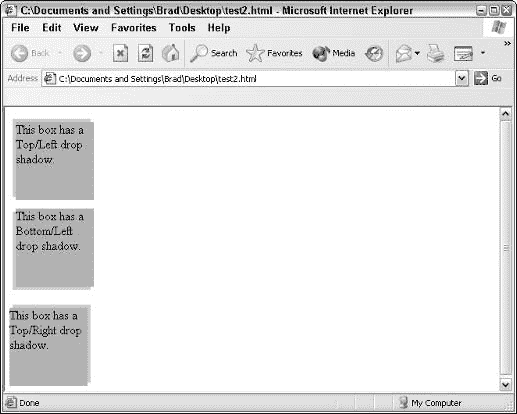 C:\Documents and Settings\Brad\Desktop\test2.html - Microsoft Internet Explorer
File Edit View Favorites Tools Help
Back Search Favorites Media
Address C:\Documents and Settings\Brad\Desktop\test2.html Go
This box has a
Top/Left drop
shadow.
This box has a
Bottom/Left
drop shadow.
This box has a
Top/Right drop
shadow.
Done My Computer